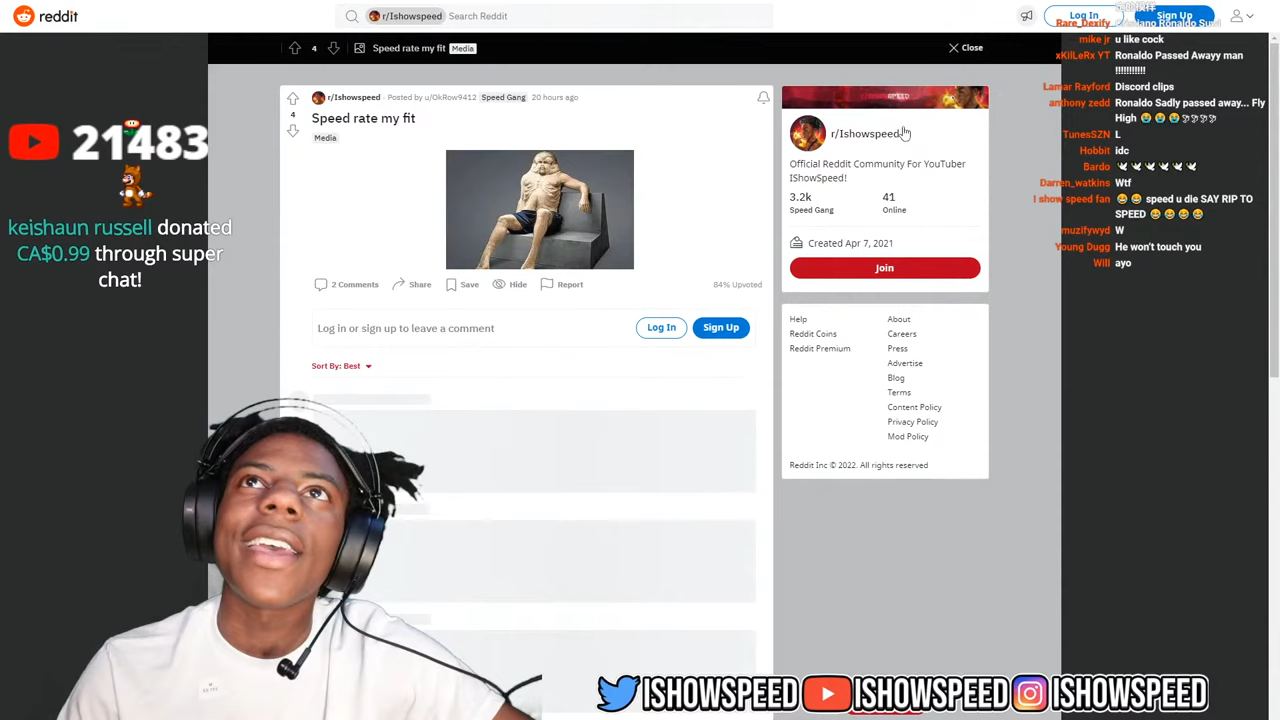 reddit
r/Ishowspeed Search Reddit
Log In
Sign Up
4 Speed rate my fit Media
Close
r/Ishowspeed · Posted by u/OkRow9412 Speed Gang 20 hours ago
4
Speed rate my fit
Media
2 Comments Share Save Hide Report
84% Upvoted
Log in or sign up to leave a comment
Log In
Sign Up
Sort By: Best
r/Ishowspeed
Official Reddit Community For YouTuber
IShowSpeed!
3.2k 41
Speed Gang Online
Created Apr 7, 2021
Join
Help About
Reddit Coins Careers
Reddit Premium Press
Advertise
Blog
Terms
Content Policy
Privacy Policy
Mod Policy
Reddit Inc © 2022. All rights reserved
21483
keishaun russell donated
CA$0.99 through super
chat!
Rare_Dexify
mike jr u like cock
xKilLeRx YT Ronaldo Passed Awayy man
!!!!!!!!!!!
Lamar Rayford Discord clips
anthony zedd Ronaldo Sadly passed away... Fly
High 😭 😭 😭 🕊🕊🕊🕊
TunesSZN L
Hobbit idc
Bardo 🕊 🕊 🕊 🕊 🕊 🕊
Darren_watkins Wtf
I show speed fan 😂 😂 speed u die SAY RIP TO
SPEED 😂 😂 😂 😂
muzifywyd W
Young Dugg He won't touch you
Will ayo
ISHOWSPEED ISHOWSPEED ISHOWSPEED